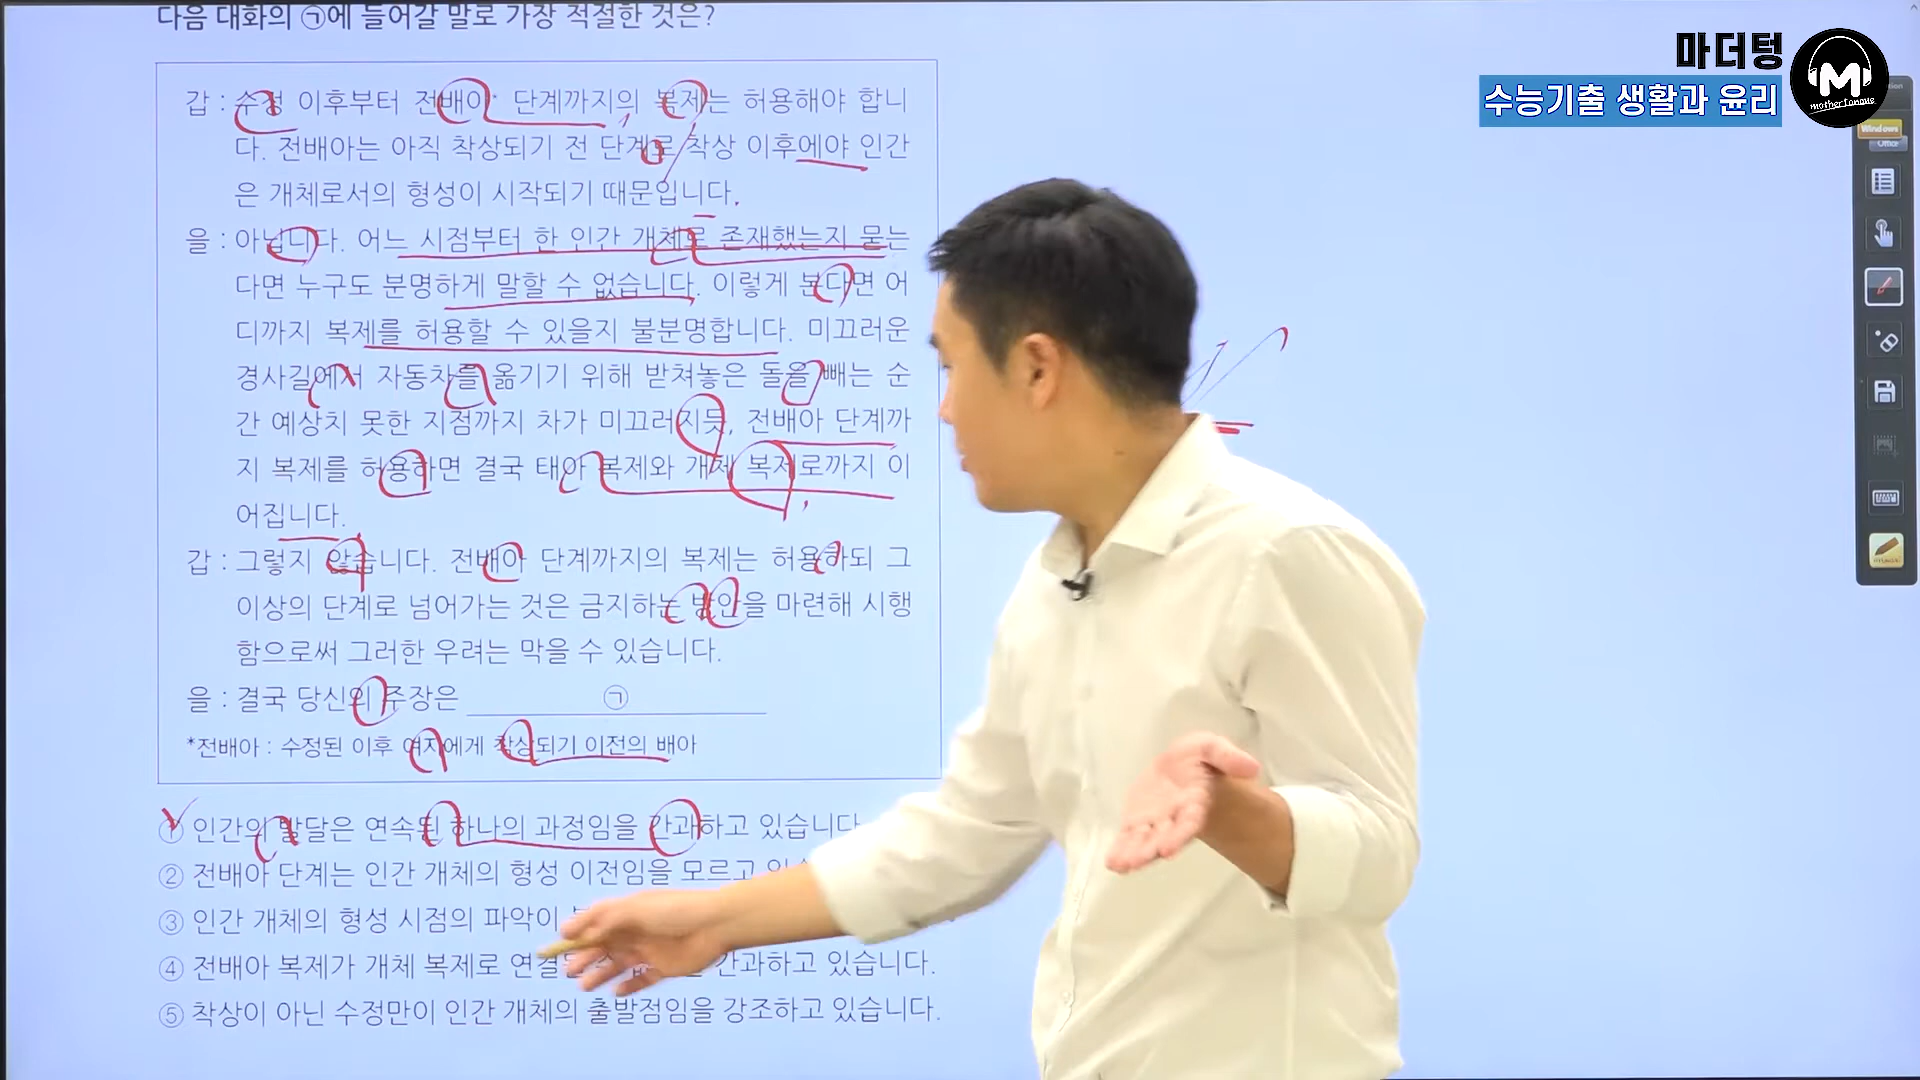 다음 대화의 ㉠에 들어갈 말로 가장 적절한 것은?
마더텅
수능기출 생활과 윤리
M
mothertongue
갑 : 수정 이후부터 전배아* 단계까지의 복제는 허용해야 합니
다. 전배아는 아직 착상되기 전 단계로 착상 이후에야 인간
은 개체로서의 형성이 시작되기 때문입니다.
을 : 아닙니다. 어느 시점부터 한 인간 개체로 존재했는지 묻는
다면 누구도 분명하게 말할 수 없습니다. 이렇게 본다면 어
디까지 복제를 허용할 수 있을지 불분명합니다. 미끄러운
경사길에서 자동차를 옮기기 위해 받쳐놓은 돌을 빼는 순
간 예상치 못한 지점까지 차가 미끄러지듯, 전배아 단계까
지 복제를 허용하면 결국 태아 복제와 개체 복제로까지 이
어집니다.
갑 : 그렇지 않습니다. 전배아 단계까지의 복제는 허용하되 그
이상의 단계로 넘어가는 것은 금지하는 방안을 마련해 시행
함으로써 그러한 우려는 막을 수 있습니다.
을 : 결국 당신의 주장은 ㉠
*전배아 : 수정된 이후 여자에게 착상되기 이전의 배아
① 인간의 발달은 연속된 하나의 과정임을 간과하고 있습니다
② 전배아 단계는 인간 개체의 형성 이전임을 모르고
③ 인간 개체의 형성 시점의 파악이
④ 전배아 복제가 개체 복제로 간과하고 있습니다.
⑤ 착상이 아닌 수정만이 인간 개체의 출발점임을 강조하고 있습니다.
Windows
Office